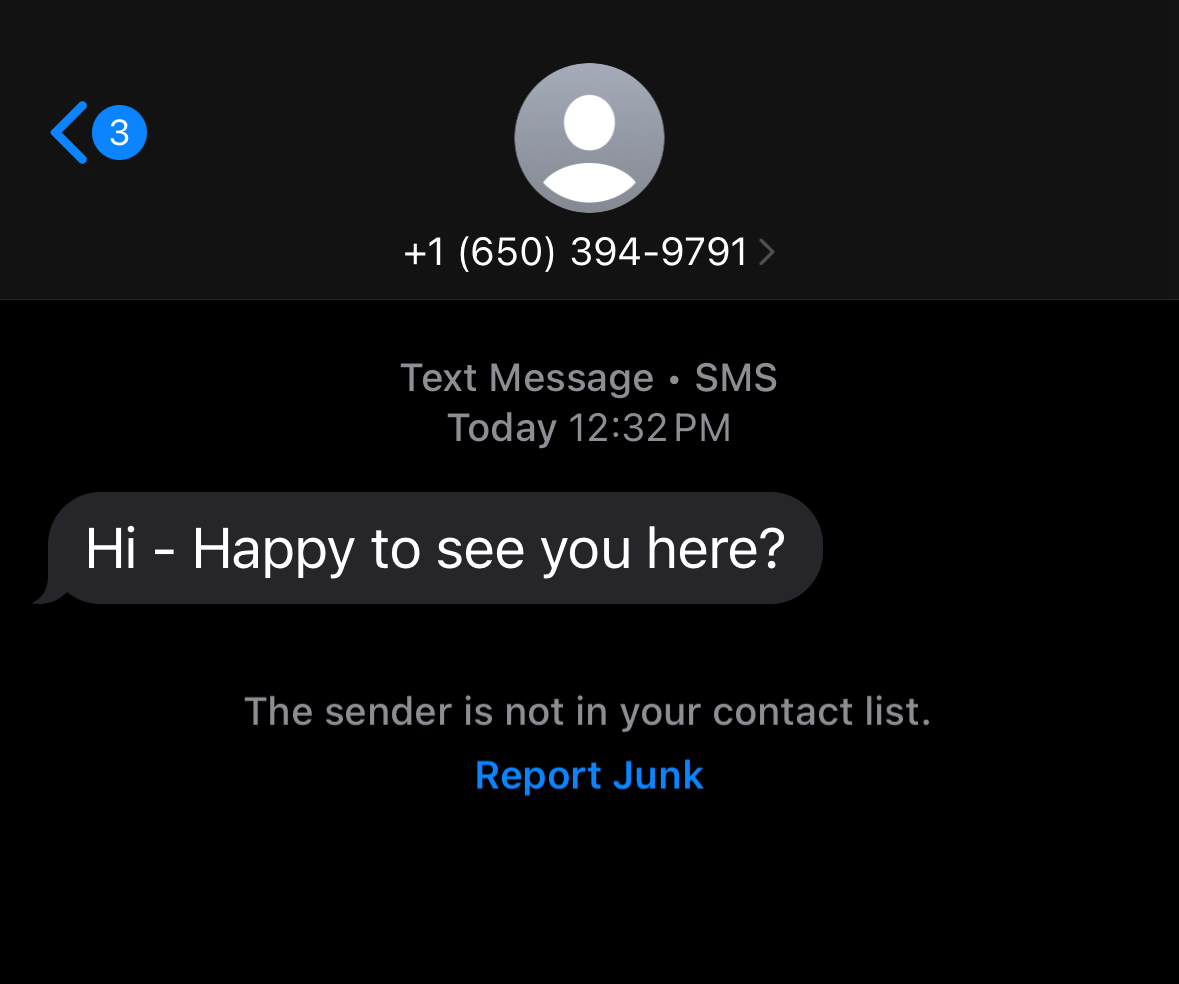 3
+1 (650) 394-9791
Text Message • SMS
Today 12:32 PM
Hi - Happy to see you here?
The sender is not in your contact list.
Report Junk